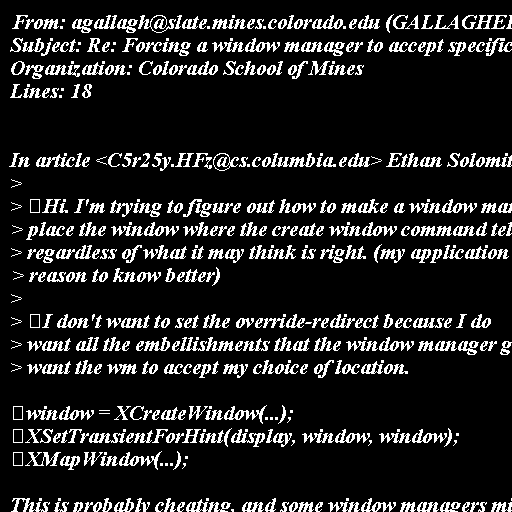 From: agallagh@slate.mines.colorado.edu (GALLAGHER
Subject: Re: Forcing a window manager to accept specific
Organization: Colorado School of Mines
Lines: 18
In article <C5r25y.HFz@cs.columbia.edu> Ethan Solomit
>
> Hi. I'm trying to figure out how to make a window man
> place the window where the create window command tel
> regardless of what it may think is right. (my application
> reason to know better)
>
> I don't want to set the override-redirect because I do
> want all the embellishments that the window manager g
> want the wm to accept my choice of location.
window = XCreateWindow(...);
XSetTransientForHint(display, window, window);
XMapWindow(...);
This is probably cheating, and some window managers mi